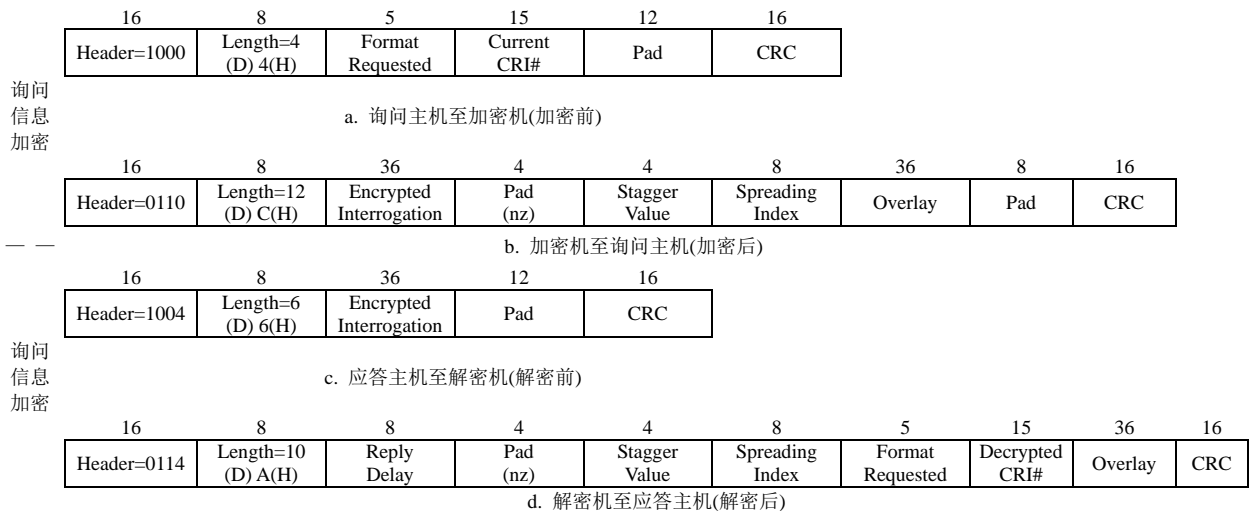 16 8 5 15 12 16
Header=1000 Length=4 (D) 4(H) Format Requested Current CRI# Pad CRC
询问
信息
加密
a. 询问主机至加密机(加密前)
16 8 36 4 4 8 36 8 16
Header=0110 Length=12 (D) C(H) Encrypted Interrogation Pad (nz) Stagger Value Spreading Index Overlay Pad CRC
— —
b. 加密机至询问主机(加密后)
16 8 36 12 16
Header=1004 Length=6 (D) 6(H) Encrypted Interrogation Pad CRC
询问
信息
加密
c. 应答主机至解密机(解密前)
16 8 8 4 4 8 5 15 36 16
Header=0114 Length=10 (D) A(H) Reply Delay Pad (nz) Stagger Value Spreading Index Format Requested Decrypted CRI# Overlay CRC
d. 解密机至应答主机(解密后)